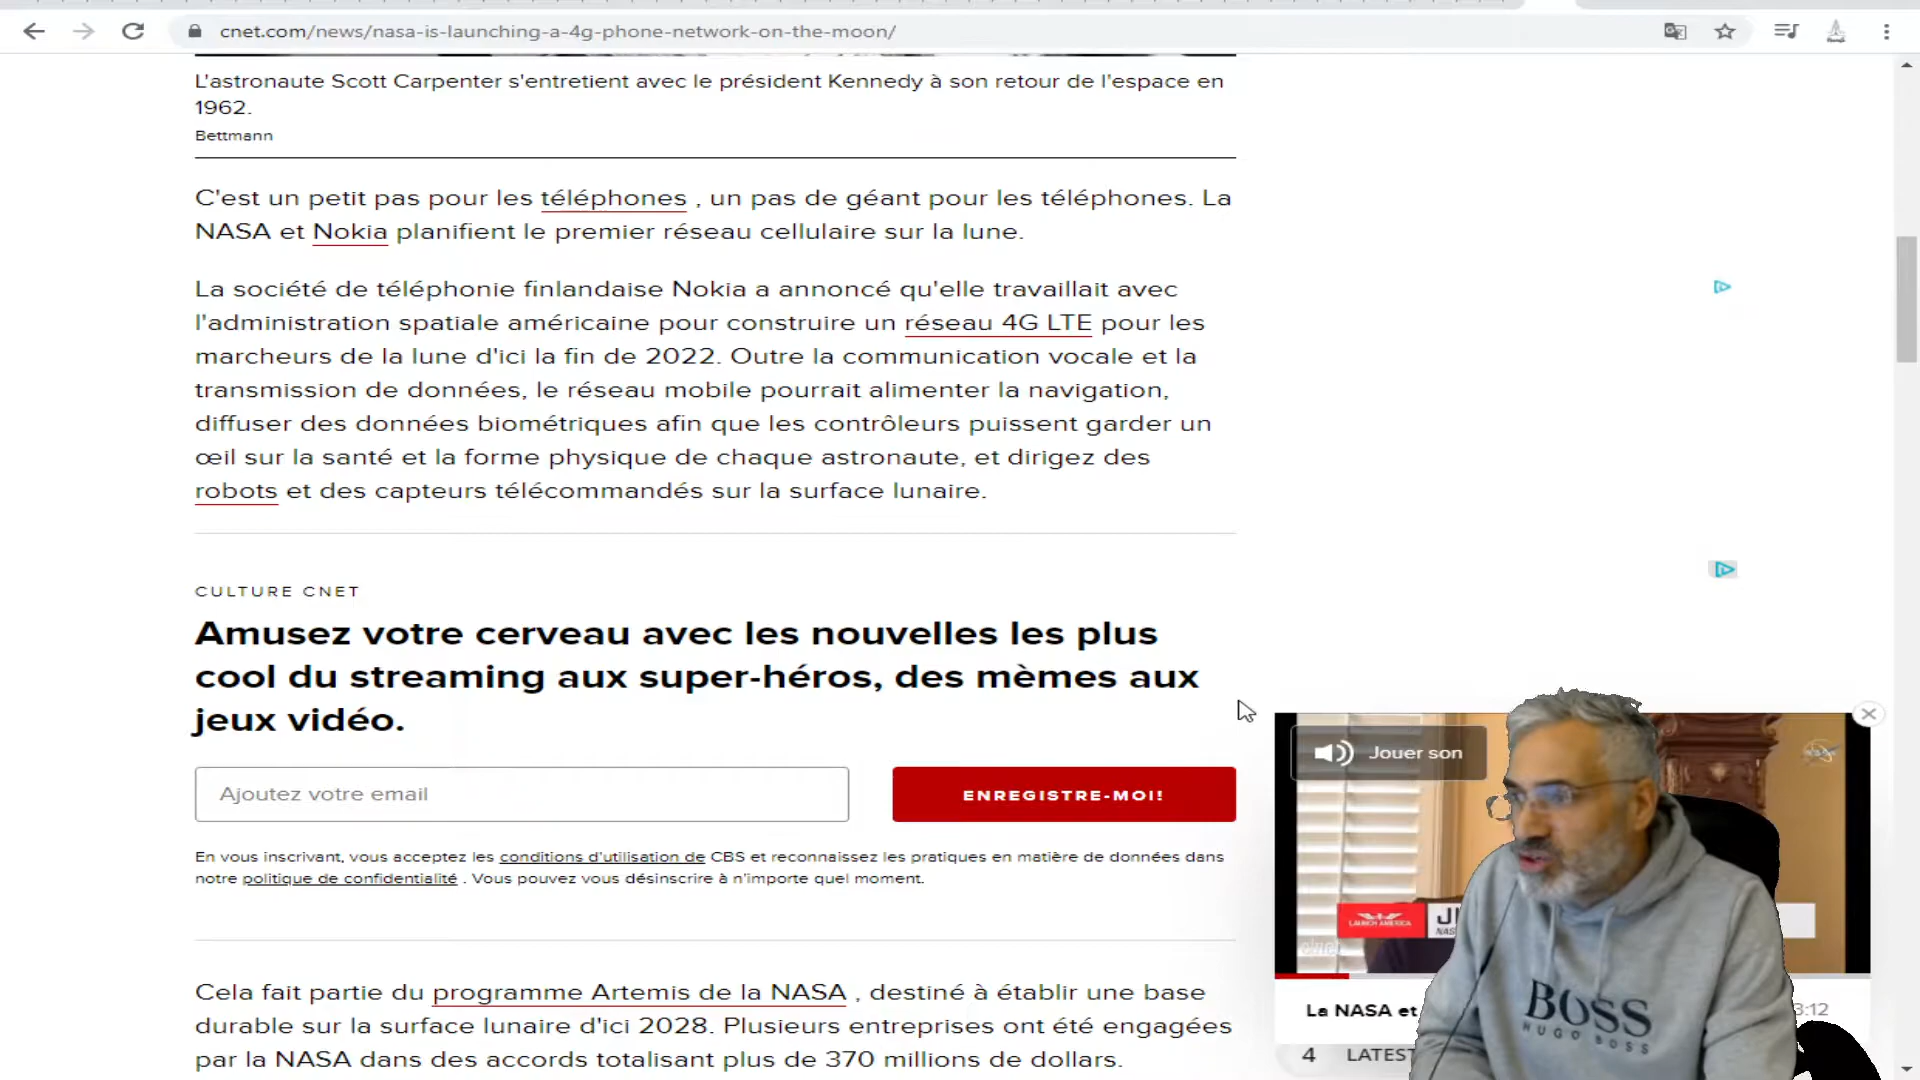 cnet.com/news/nasa-is-launching-a-4g-phone-network-on-the-moon/
L'astronaute Scott Carpenter s'entretient avec le président Kennedy à son retour de l'espace en
1962.
Bettmann
C'est un petit pas pour les téléphones , un pas de géant pour les téléphones. La
NASA et Nokia planifient le premier réseau cellulaire sur la lune.
La société de téléphonie finlandaise Nokia a annoncé qu'elle travaillait avec
l'administration spatiale américaine pour construire un réseau 4G LTE pour les
marcheurs de la lune d'ici la fin de 2022. Outre la communication vocale et la
transmission de données, le réseau mobile pourrait alimenter la navigation,
diffuser des données biométriques afin que les contrôleurs puissent garder un
œil sur la santé et la forme physique de chaque astronaute, et dirigez des
robots et des capteurs télécommandés sur la surface lunaire.
CULTURE CNET
Amusez votre cerveau avec les nouvelles les plus
cool du streaming aux super-héros, des mèmes aux
jeux vidéo.
Ajoutez votre email
ENREGISTRE-MOI!
En vous inscrivant, vous acceptez les conditions d'utilisation de CBS et reconnaissez les pratiques en matière de données dans
notre politique de confidentialité . Vous pouvez vous désinscrire à n'importe quel moment.
Cela fait partie du programme Artemis de la NASA , destiné à établir une base
durable sur la surface lunaire d'ici 2028. Plusieurs entreprises ont été engagées
par la NASA dans des accords totalisant plus de 370 millions de dollars.
Jouer son
LAUNCH AMERICA
cnet
La NASA et
3:12
4 LATEST
BOSS
HUGO BOSS